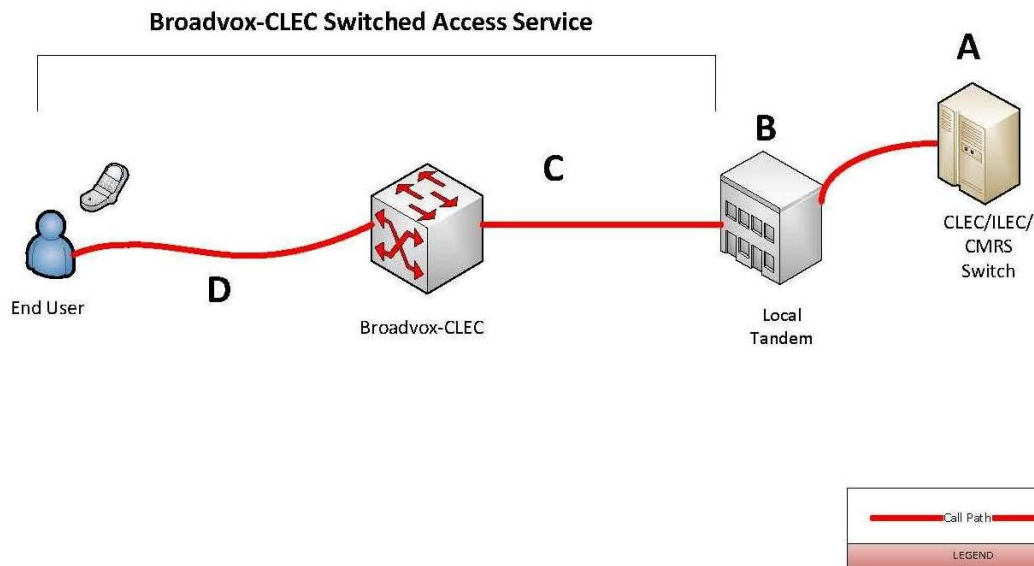 Broadvox-CLEC Switched Access Service
A
B
C
CLEC/ILEC/
CMRS
Switch
D
End User
Broadvox-CLEC
Local
Tandem
Call Path
LEGEND